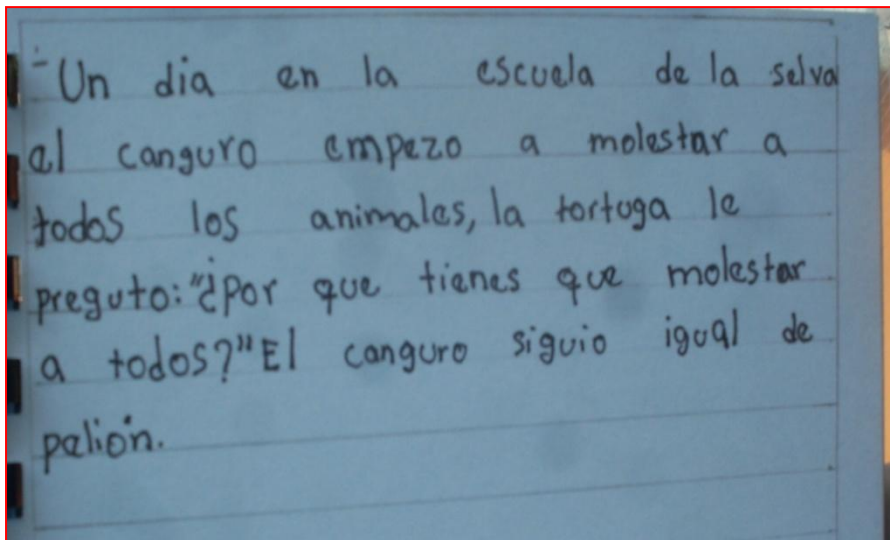 -Un dia en la escuela de la selva
el canguro empezo a molestar a
todos los animales, la tortuga le
preguto: "¿Por que tienes que molestar
a todos?" El canguro siguio igual de
pelión.